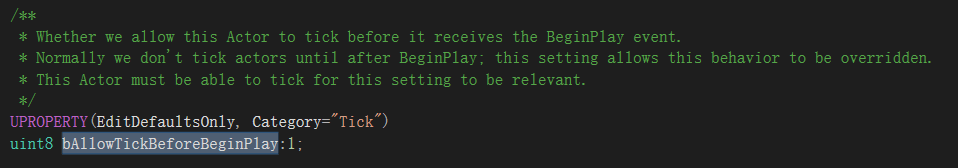 /**
* Whether we allow this Actor to tick before it receives the BeginPlay event.
* Normally we don't tick actors until after BeginPlay; this setting allows this behavior to be overridden.
* This Actor must be able to tick for this setting to be relevant.
*/
UPROPERTY(EditDefaultsOnly, Category="Tick")
uint8 bAllowTickBeforeBeginPlay:1;